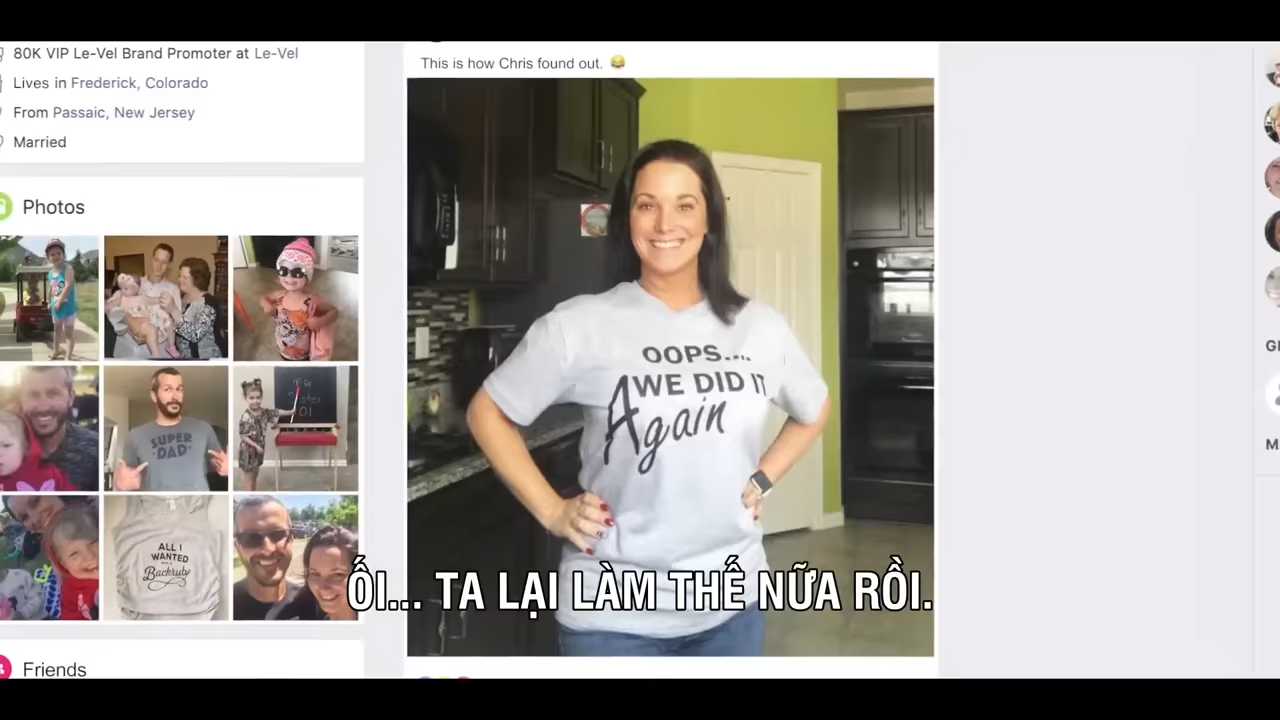 80K VIP Le-Vel Brand Promoter at Le-Vel
Lives in Frederick, Colorado
From Passaic, New Jersey
Married
Photos
SUPER
DAD
ALL I
WANTED
Backrub
Friends
This is how Chris found out. 😂
OOPS....
WE DID IT
Again
ỐI... TA LẠI LÀM THẾ NỮA RỒI.